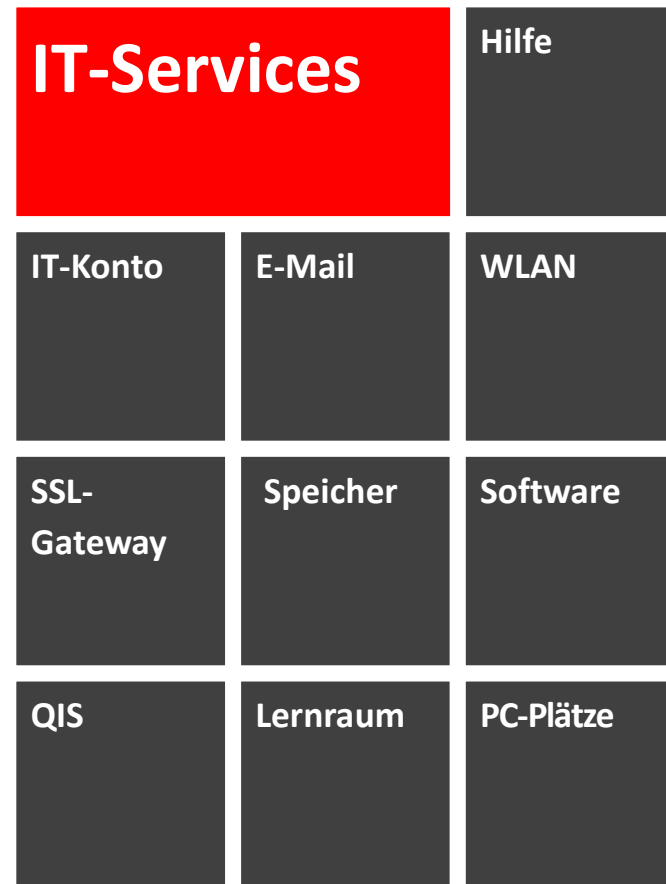 IT-Services
Hilfe
IT-Konto
E-Mail
WLAN
SSL-
Gateway
Speicher
Software
QIS
Lernraum
PC-Plätze